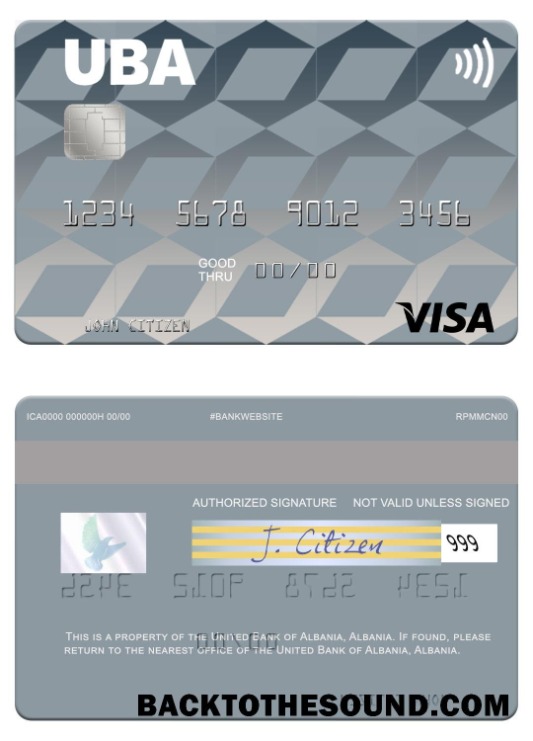 UBA
1234 5678 9012 3456
GOOD
THRU 00/00
JOHN CITIZEN
VISA
ICA0000 000000H 00/00 #BANKWEBSITE RPMMCN00
AUTHORIZED SIGNATURE NOT VALID UNLESS SIGNED
J. Citizen 999
THIS IS A PROPERTY OF THE UNITED BANK OF ALBANIA, ALBANIA. IF FOUND, PLEASE
RETURN TO THE NEAREST OFFICE OF THE UNITED BANK OF ALBANIA, ALBANIA.
BACKTOTHESOUND.COM